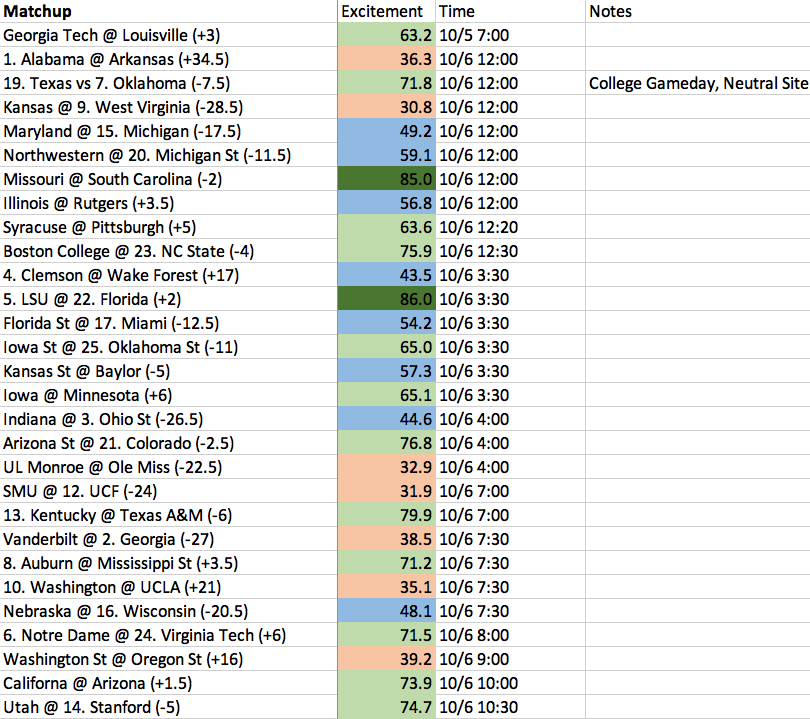 Matchup Excitement Time Notes
Georgia Tech @ Louisville (+3) 63.2 10/5 7:00
1. Alabama @ Arkansas (+34.5) 36.3 10/6 12:00
19. Texas vs 7. Oklahoma (-7.5) 71.8 10/6 12:00 College Gameday, Neutral Site
Kansas @ 9. West Virginia (-28.5) 30.8 10/6 12:00
Maryland @ 15. Michigan (-17.5) 49.2 10/6 12:00
Northwestern @ 20. Michigan St (-11.5) 59.1 10/6 12:00
Missouri @ South Carolina (-2) 85.0 10/6 12:00
Illinois @ Rutgers (+3.5) 56.8 10/6 12:00
Syracuse @ Pittsburgh (+5) 63.6 10/6 12:20
Boston College @ 23. NC State (-4) 75.9 10/6 12:30
4. Clemson @ Wake Forest (+17) 43.5 10/6 3:30
5. LSU @ 22. Florida (+2) 86.0 10/6 3:30
Florida St @ 17. Miami (-12.5) 54.2 10/6 3:30
Iowa St @ 25. Oklahoma St (-11) 65.0 10/6 3:30
Kansas St @ Baylor (-5) 57.3 10/6 3:30
Iowa @ Minnesota (+6) 65.1 10/6 3:30
Indiana @ 3. Ohio St (-26.5) 44.6 10/6 4:00
Arizona St @ 21. Colorado (-2.5) 76.8 10/6 4:00
UL Monroe @ Ole Miss (-22.5) 32.9 10/6 4:00
SMU @ 12. UCF (-24) 31.9 10/6 7:00
13. Kentucky @ Texas A&M (-6) 79.9 10/6 7:00
Vanderbilt @ 2. Georgia (-27) 38.5 10/6 7:30
8. Auburn @ Mississippi St (+3.5) 71.2 10/6 7:30
10. Washington @ UCLA (+21) 35.1 10/6 7:30
Nebraska @ 16. Wisconsin (-20.5) 48.1 10/6 7:30
6. Notre Dame @ 24. Virginia Tech (+6) 71.5 10/6 8:00
Washington St @ Oregon St (+16) 39.2 10/6 9:00
Californa @ Arizona (+1.5) 73.9 10/6 10:00
Utah @ 14. Stanford (-5) 74.7 10/6 10:30